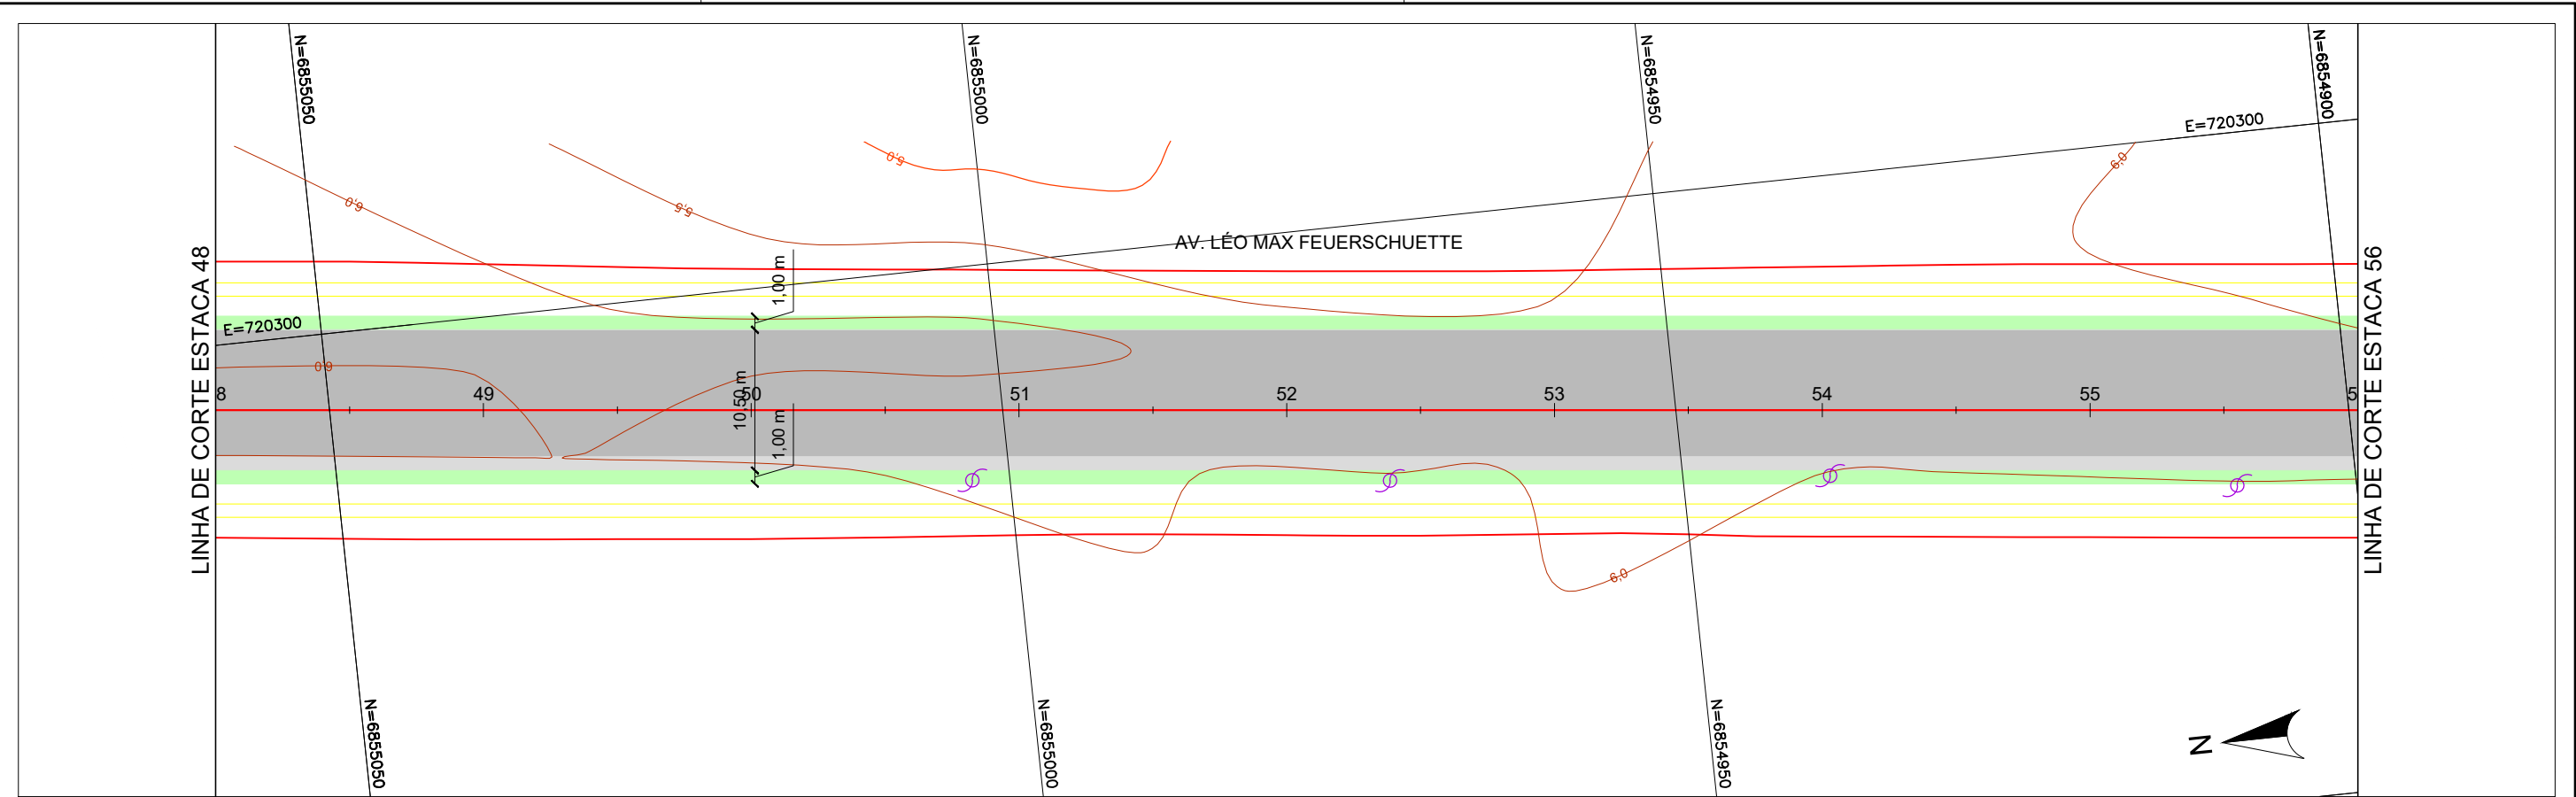 N=6855050
N=6855000
N=6854950
N=6854900
E=720300
5,0
6,0
6,0
5,5
AV. LÉO MAX FEUERSCHUETTE
LINHA DE CORTE ESTACA 48
LINHA DE CORTE ESTACA 56
1,00 m
E=720300
6,0
8
49
50
51
52
53
54
55
5
10,50 m
1,00 m
6,0
N=6855050
N=6855000
N=6854950
N